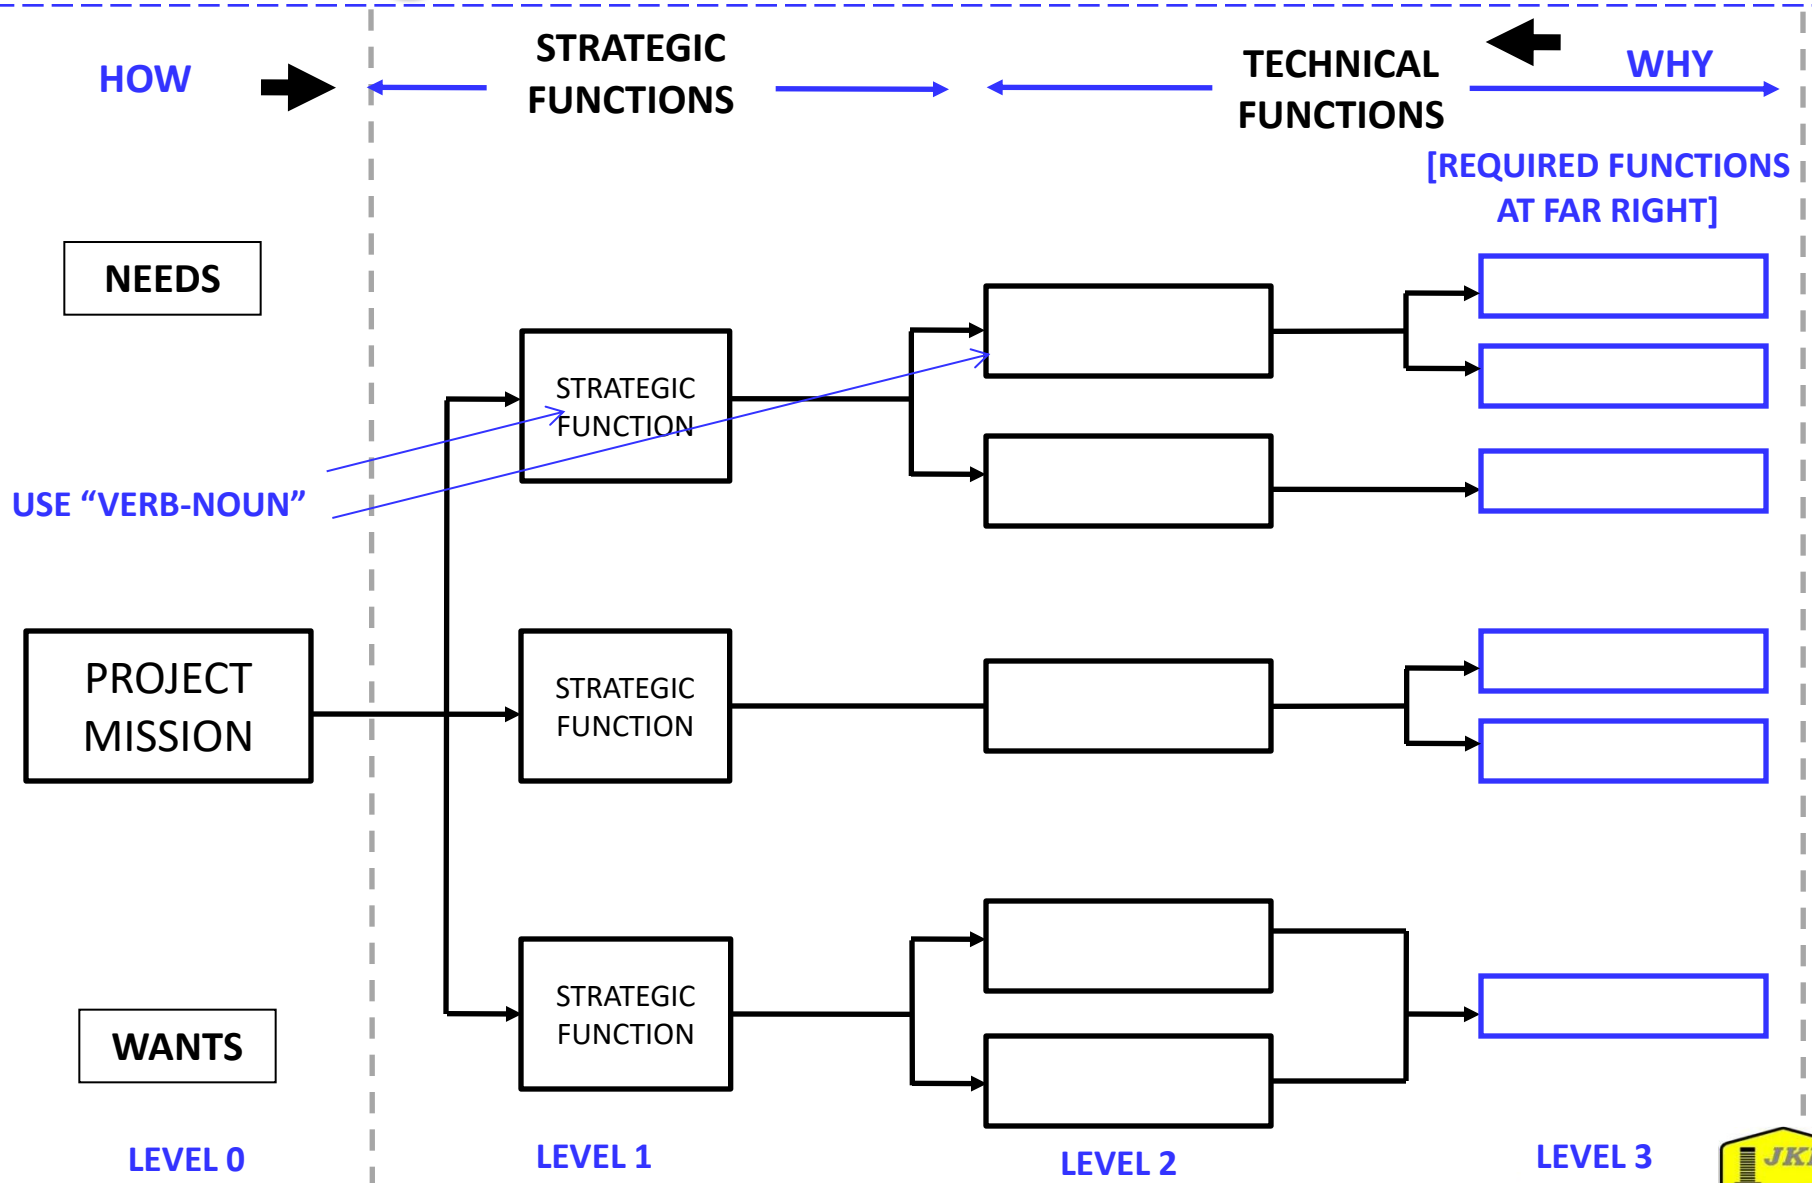 HOW
STRATEGIC
FUNCTIONS
TECHNICAL
FUNCTIONS
WHY
[REQUIRED FUNCTIONS
AT FAR RIGHT]
NEEDS
STRATEGIC
FUNCTION
USE “VERB-NOUN”
PROJECT
MISSION
STRATEGIC
FUNCTION
STRATEGIC
FUNCTION
WANTS
LEVEL 0
LEVEL 1
LEVEL 2
LEVEL 3